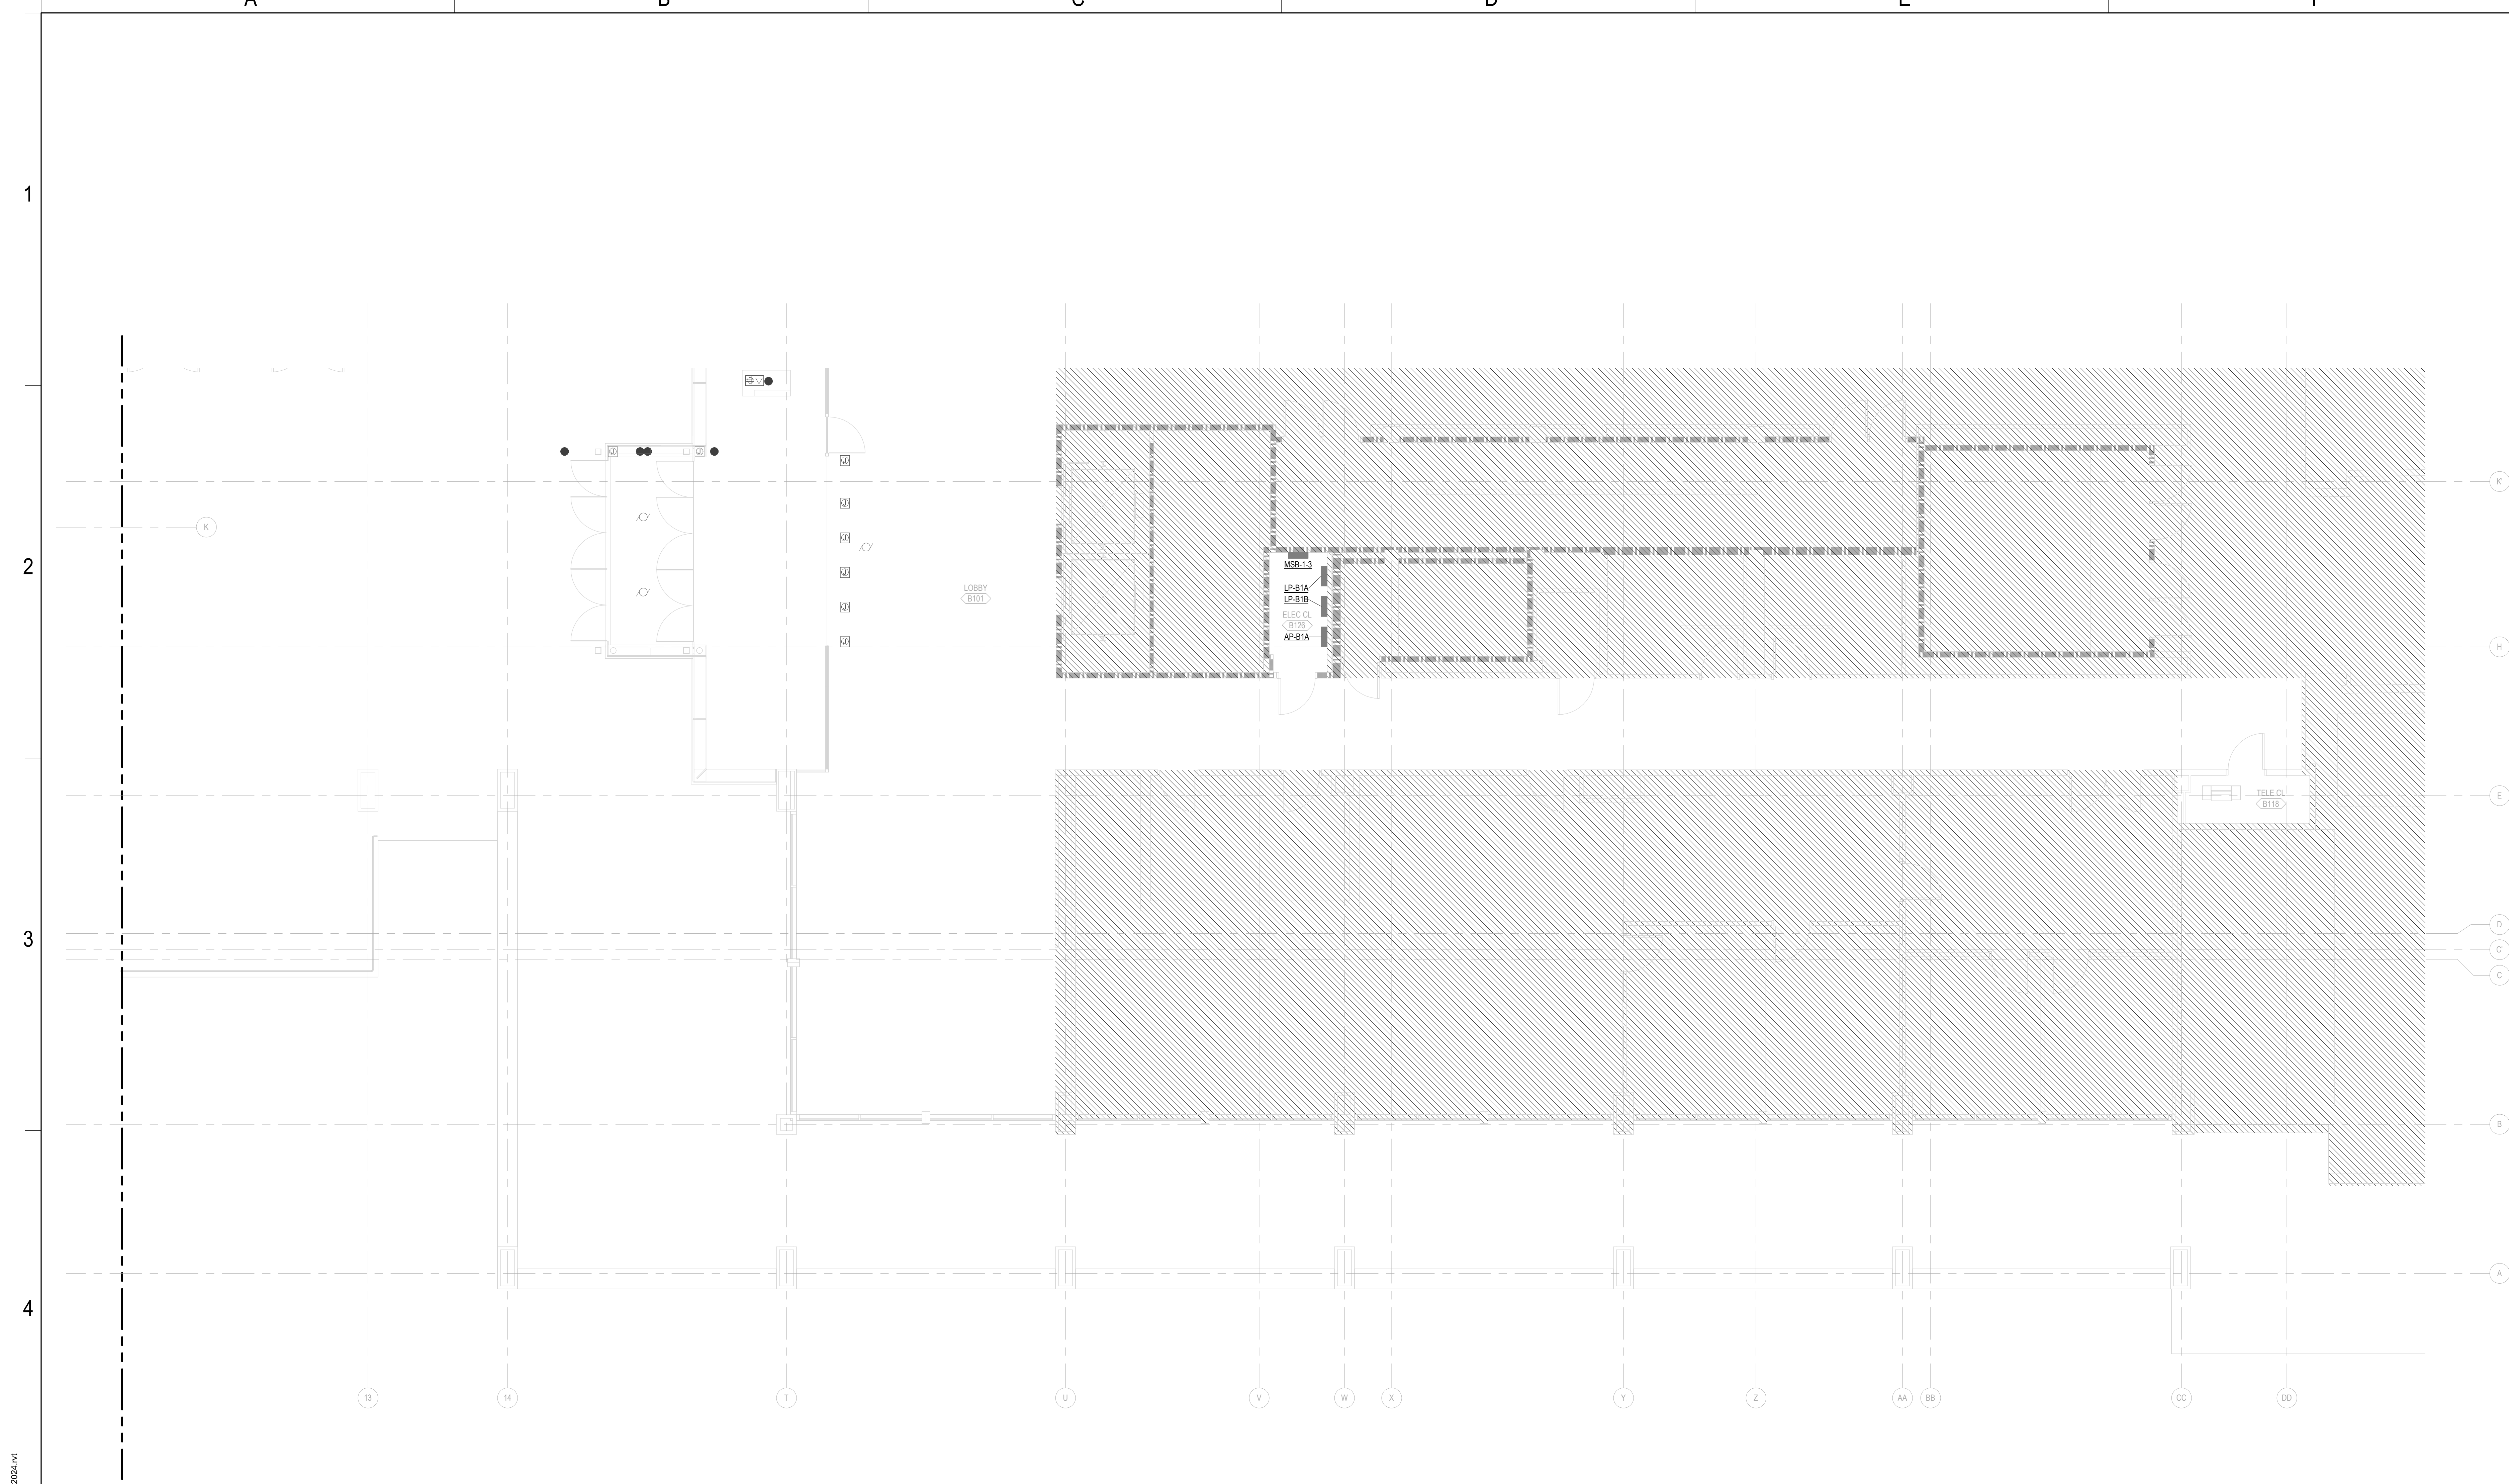 A B C D E F
1
K'
K
2
MSB-1-3
LP-B1A
LOBBY
B101
LP-B1B
ELEC CL
B126
AP-B1A
H
E
TELE CL
B118
D
3
C'
C
B
A
4
13 14 T U V W X Y Z AA BB CC DD
2024.rvt